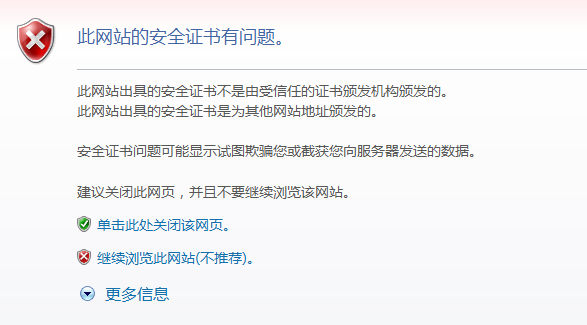 此网站的安全证书有问题。
此网站出具的安全证书不是由受信任的证书颁发机构颁发的。
此网站出具的安全证书是为其他网站地址颁发的。
安全证书问题可能显示试图欺骗您或截获您向服务器发送的数据。
建议关闭此网页，并且不要继续浏览该网站。
单击此处关闭该网页。
继续浏览此网站(不推荐)。
更多信息